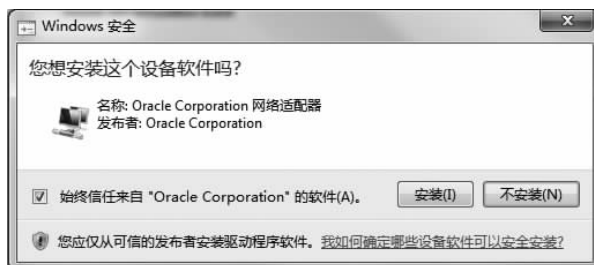 Windows 安全
您想安装这个设备软件吗?
名称: Oracle Corporation 网络适配器
发布者: Oracle Corporation
始终信任来自 "Oracle Corporation" 的软件(A)。
安装(I)
不安装(N)
您应仅从可信的发布者安装驱动程序软件。我如何确定哪些设备软件可以安全安装?